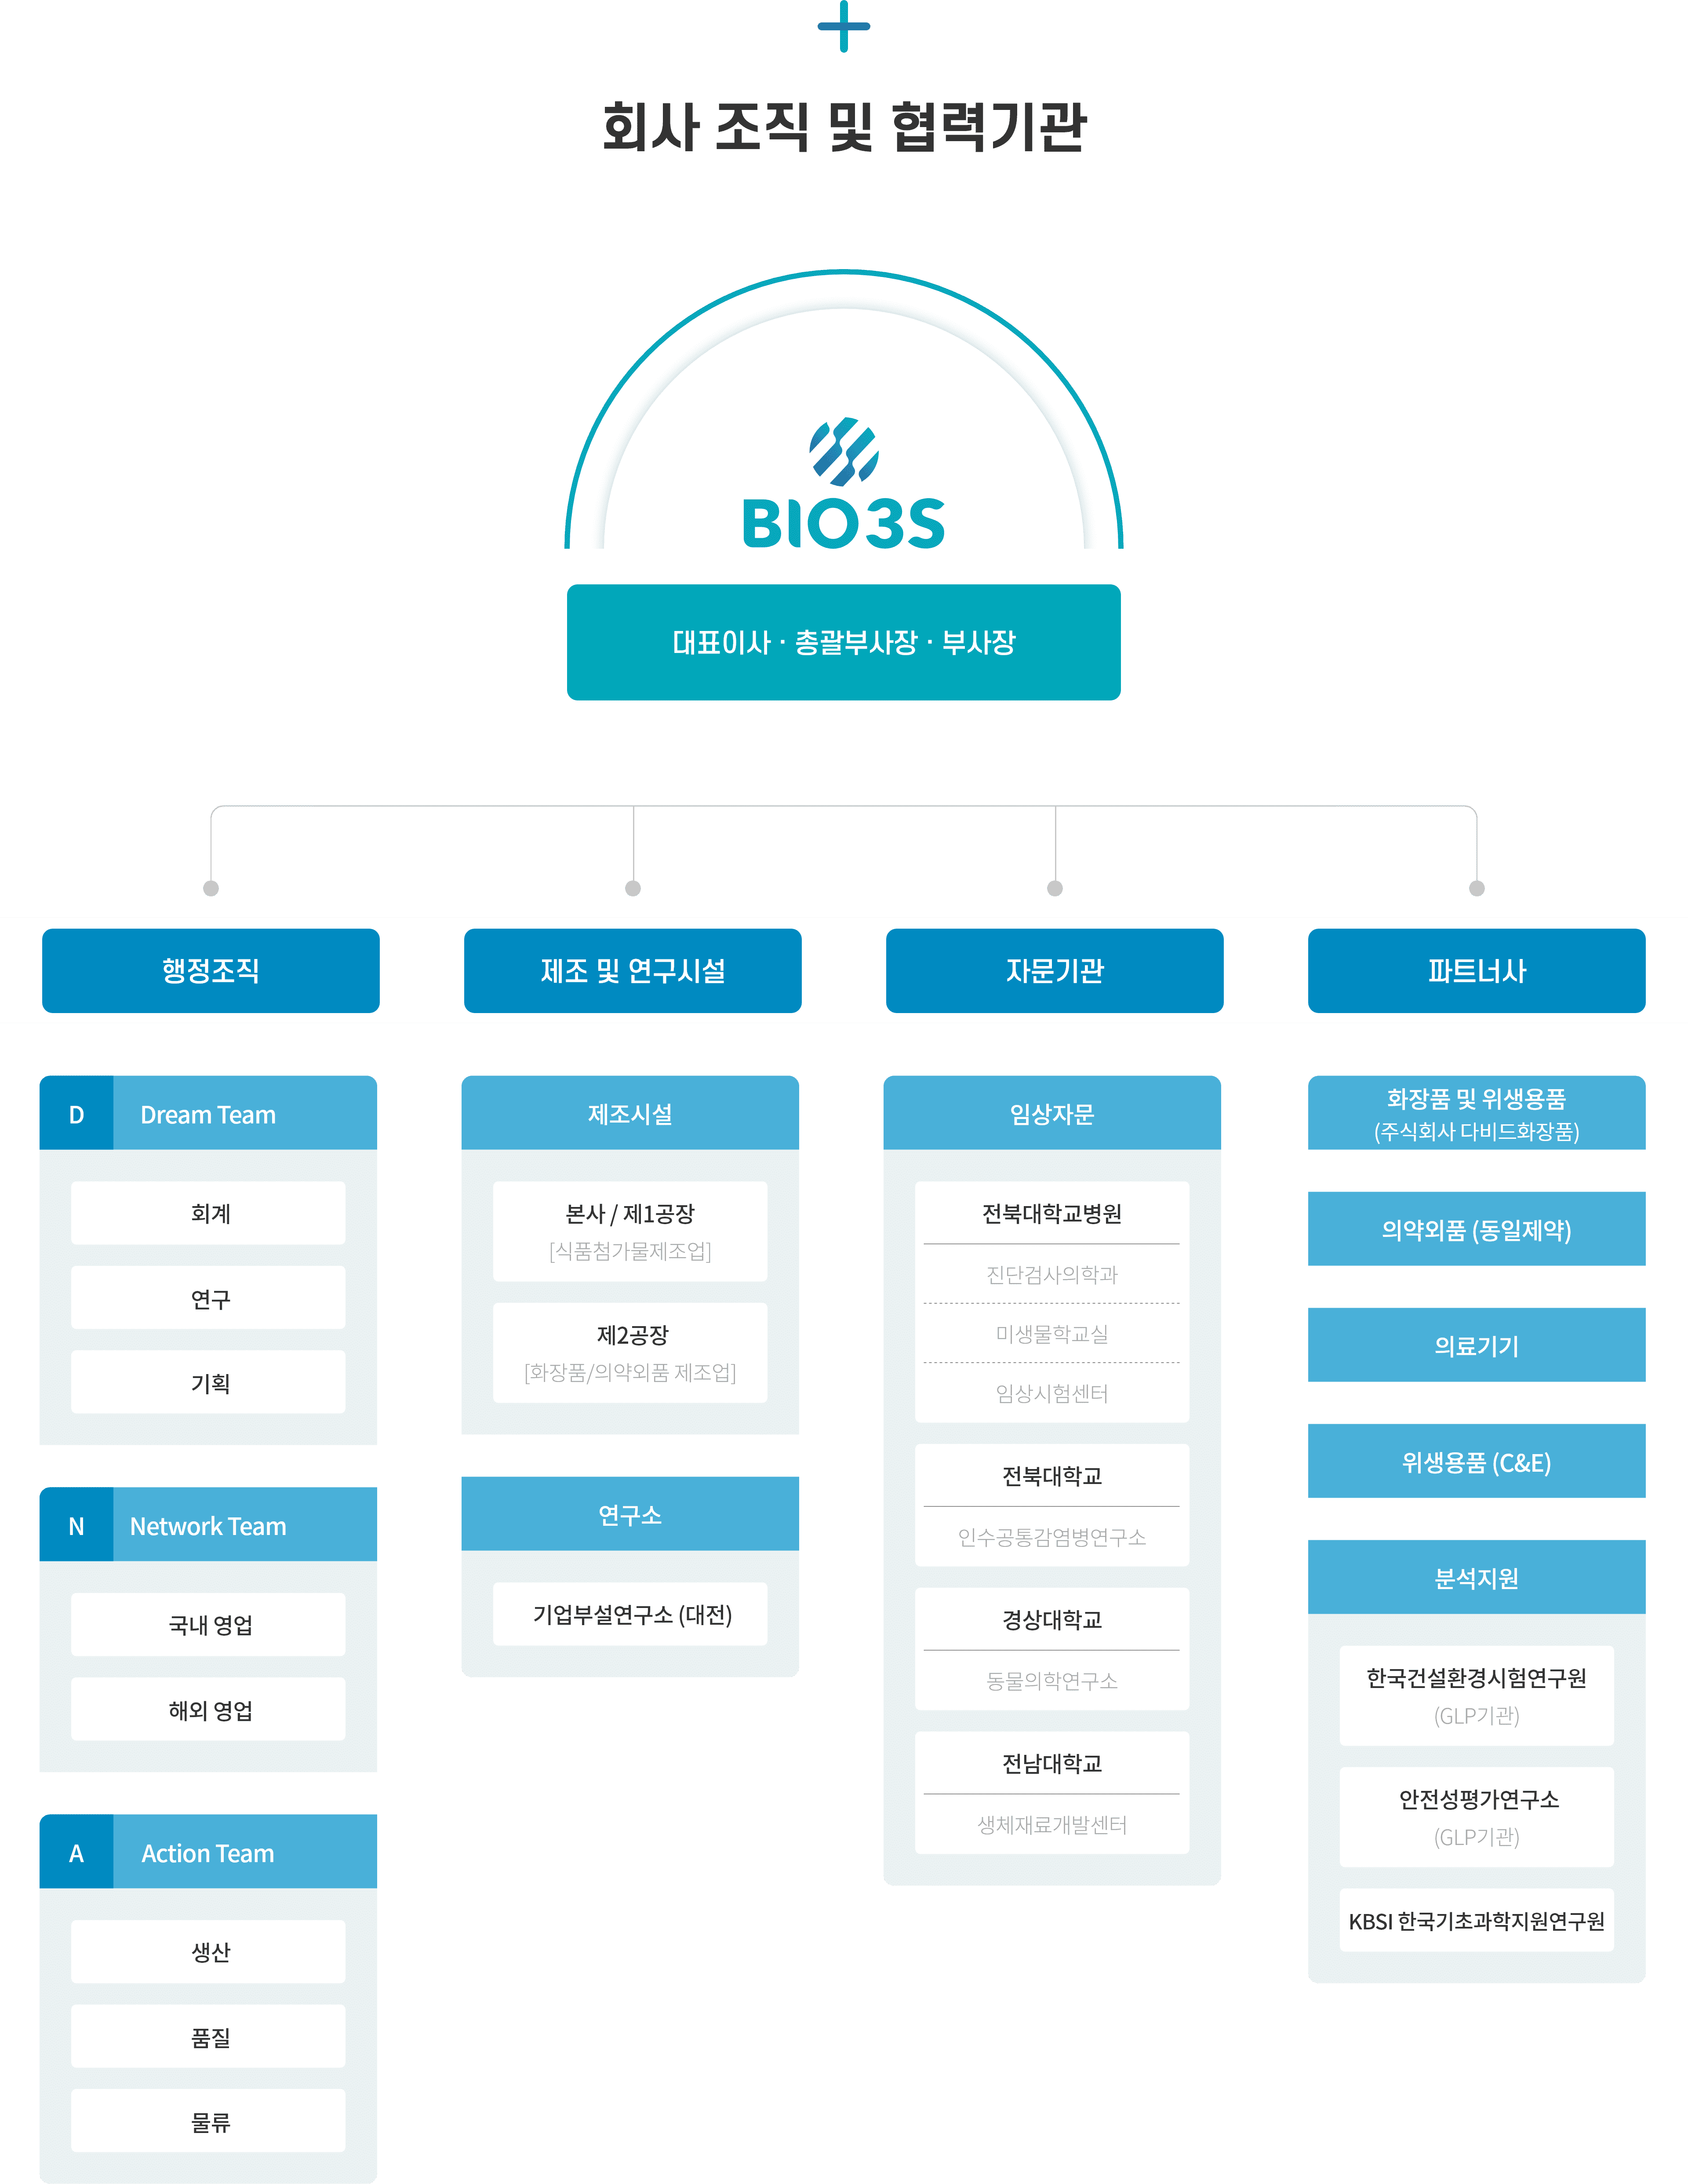 회사 조직 및 협력기관
BIO3S
대표이사 · 총괄부사장 · 부사장
행정조직
D
Dream Team
회계
연구
기획
N
Network Team
국내 영업
해외 영업
A
Action Team
생산
품질
물류
제조 및 연구시설
제조시설
본사 / 제1공장
[식품첨가물제조업]
제2공장
[화장품/의약외품 제조업]
연구소
기업부설연구소 (대전)
자문기관
임상자문
전북대학교병원
진단검사의학과
미생물학교실
임상시험센터
전북대학교
인수공통감염병연구소
경상대학교
동물의학연구소
전남대학교
생체재료개발센터
파트너사
화장품 및 위생용품
(주식회사 다비드화장품)
의약외품 (동일제약)
의료기기
위생용품 (C&E)
분석지원
한국건설환경시험연구원
(GLP기관)
안전성평가연구소
(GLP기관)
KBSI 한국기초과학지원연구원